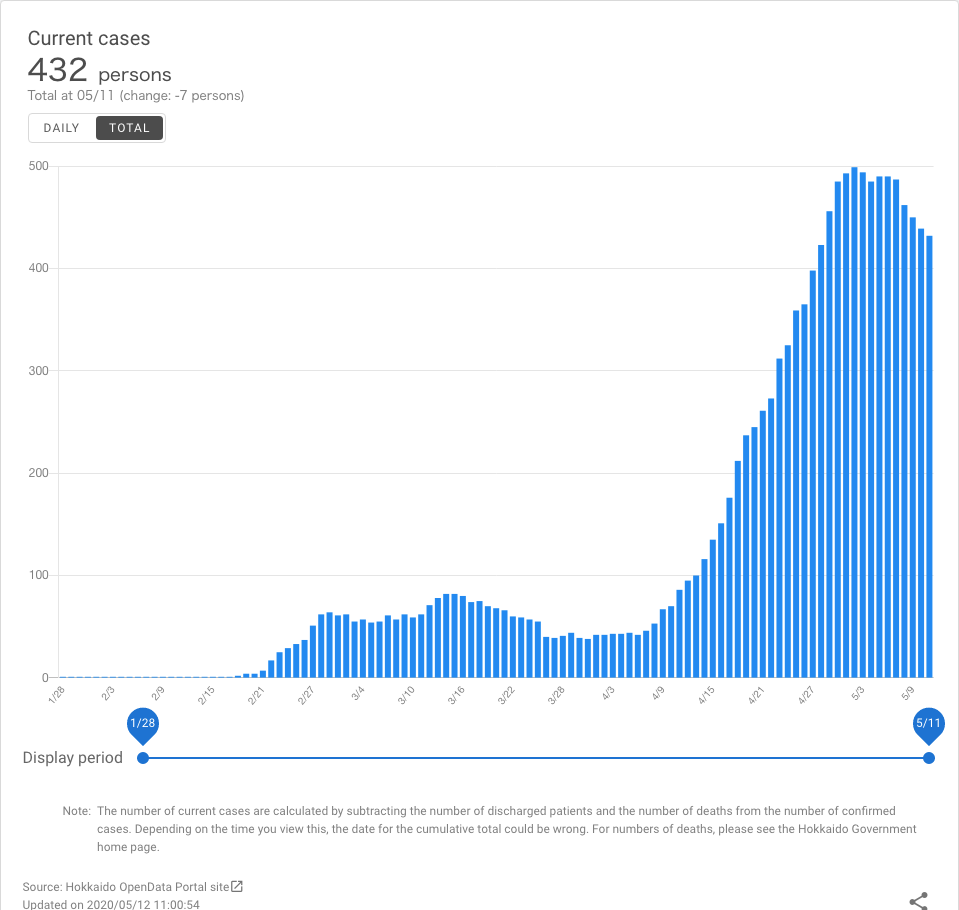 Current cases
432 persons
Total at 05/11 (change: -7 persons)
DAILY TOTAL
500
400
300
200
100
0
1/28 2/3 2/9 2/15 2/21 2/27 3/4 3/10 3/16 3/22 3/28 4/3 4/9 4/15 4/21 4/27 5/3 5/9
1/28 5/11
Display period
Note: The number of current cases are calculated by subtracting the number of discharged patients and the number of deaths from the number of confirmed
cases. Depending on the time you view this, the date for the cumulative total could be wrong. For numbers of deaths, please see the Hokkaido Government
home page.
Source: Hokkaido OpenData Portal site
Updated on 2020/05/12 11:00:54